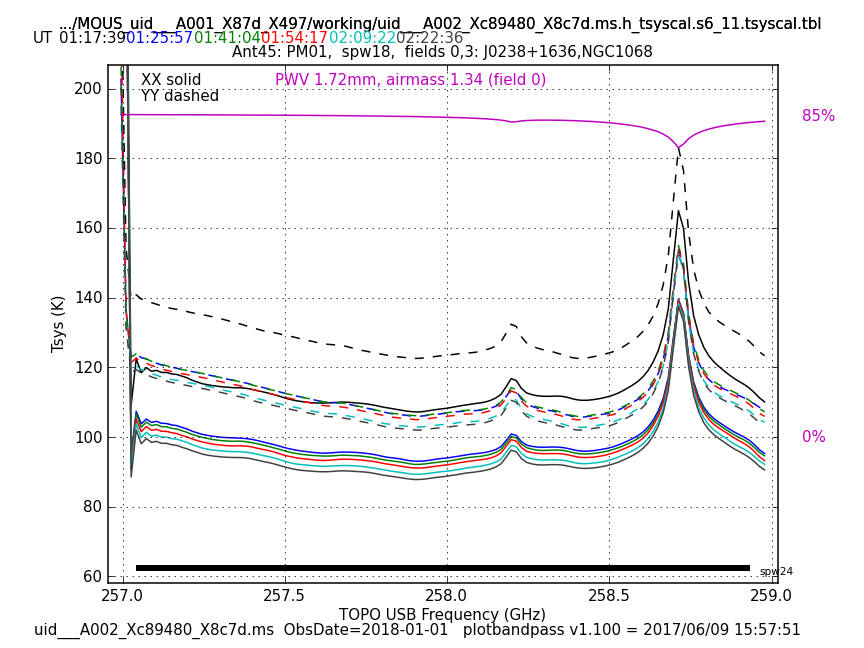 .../MOUS_uid___A001_X87d_X497/working/uid___A002_Xc89480_X8c7d.ms.h_tsyscal.s6_11.tsyscal.tbl
UT 01:17:39 01:25:57 01:41:04 01:54:17 02:09:22 02:22:36
Ant45: PM01, spw18, fields 0,3: J0238+1636,NGC1068
XX solid PWV 1.72mm, airmass 1.34 (field 0)
YY dashed
200
180
160
140
120
100
80
60
Tsys (K)
85%
0%
spw24
257.0 257.5 258.0 258.5 259.0
TOPO USB Frequency (GHz)
uid___A002_Xc89480_X8c7d.ms ObsDate=2018-01-01 plotbandpass v1.100 = 2017/06/09 15:57:51